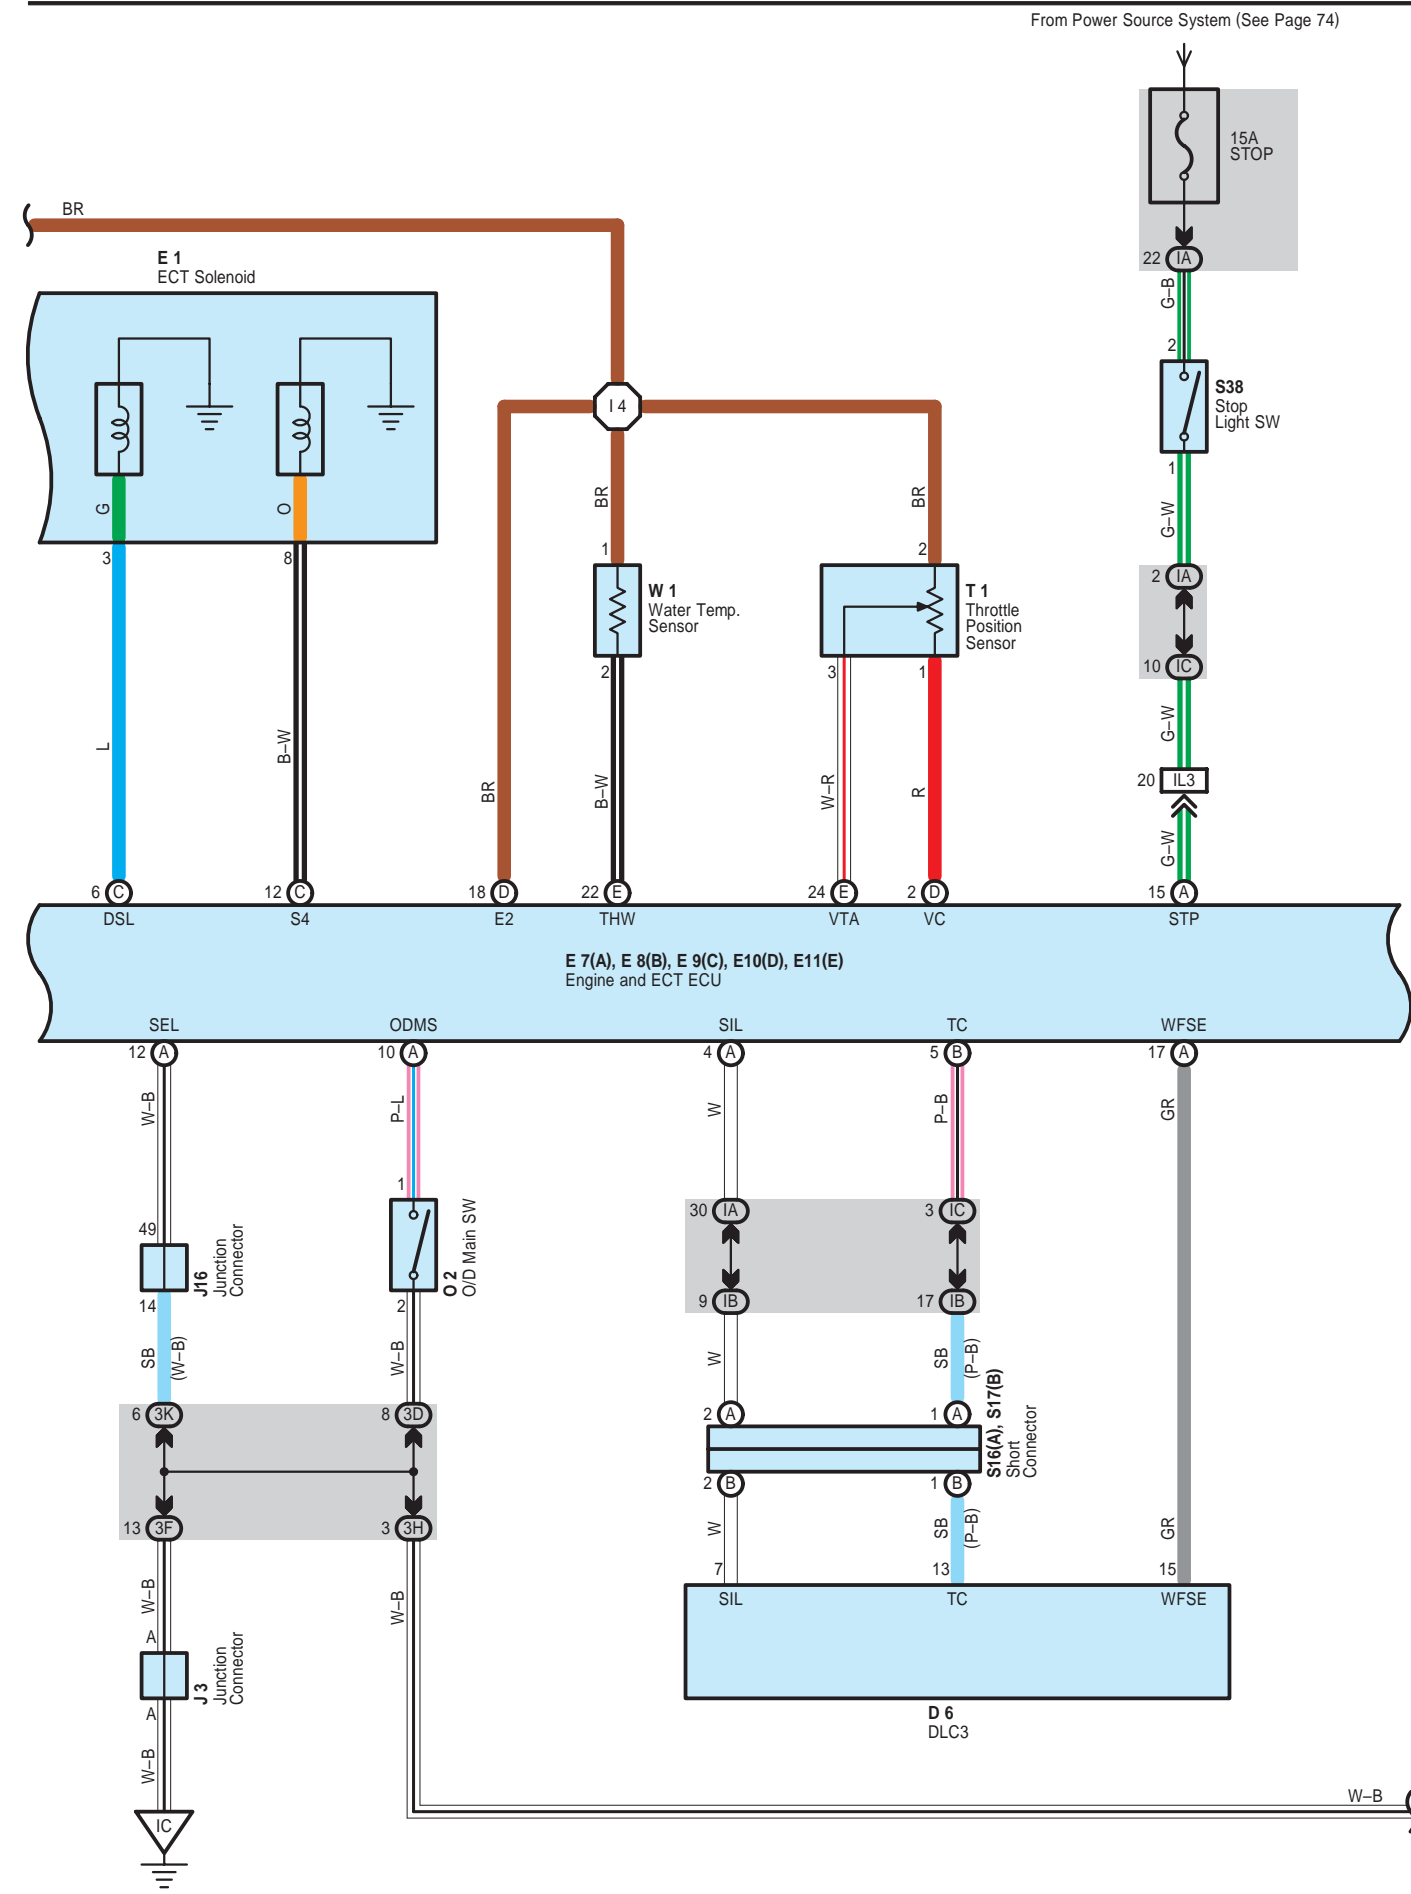 From Power Source System (See Page 74)
15A
STOP
22 IA
G–B
2
S38
Stop
Light SW
1
G–W
2 IA
10 IC
G–W
20 IL3
G–W
15 A
STP
BR
E 1
ECT Solenoid
G
O
3
8
L
B–W
6 C
12 C
DSL
S4
I 4
BR
BR
1
2
W 1
Water Temp.
Sensor
T 1
Throttle
Position
Sensor
2
3
1
BR
B–W
W–R
R
18 D
22 E
24 E
2 D
E2
THW
VTA
VC
E 7(A), E 8(B), E 9(C), E10(D), E11(E)
Engine and ECT ECU
SEL
ODMS
SIL
TC
WFSE
12 A
10 A
4 A
5 B
17 A
W–B
P–L
W
P–B
GR
49
J16
Junction
Connector
14
1
O 2
O/D Main SW
2
SB
(W–B)
W–B
6 3K
8 3D
13 3F
3 3H
W–B
W–B
A
J 3
Junction
Connector
A
W–B
IC
30 IA
3 IC
9 IB
17 IB
W
SB
(P–B)
2 A
1 A
S16(A), S17(B)
Short
Connector
2 B
1 B
W
SB
(P–B)
GR
7
13
15
SIL
TC
WFSE
D 6
DLC3
W–B